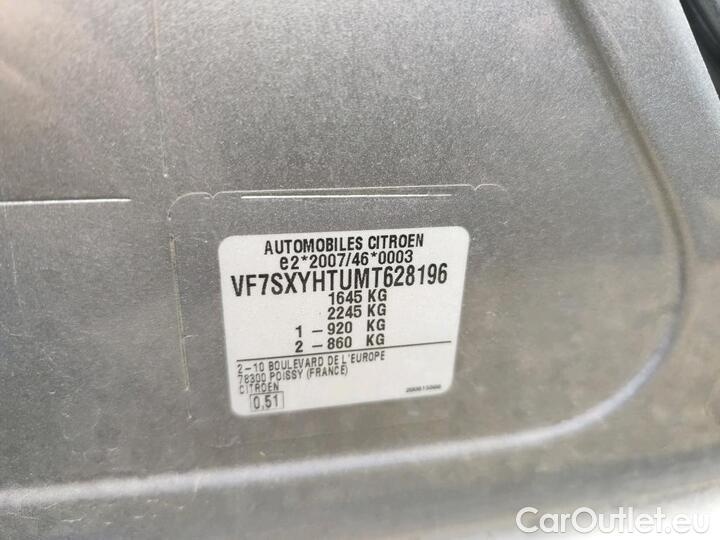 AUTOMOBILES CITROEN
e2*2007/46*0003
VF7SXYHTUMT628196
1645 KG
2245 KG
1 – 920 KG
2 – 860 KG
2–10 BOULEVARD DE L'EUROPE
78300 POISSY (FRANCE)
CITROEN
0,51
CarOutlet.eu